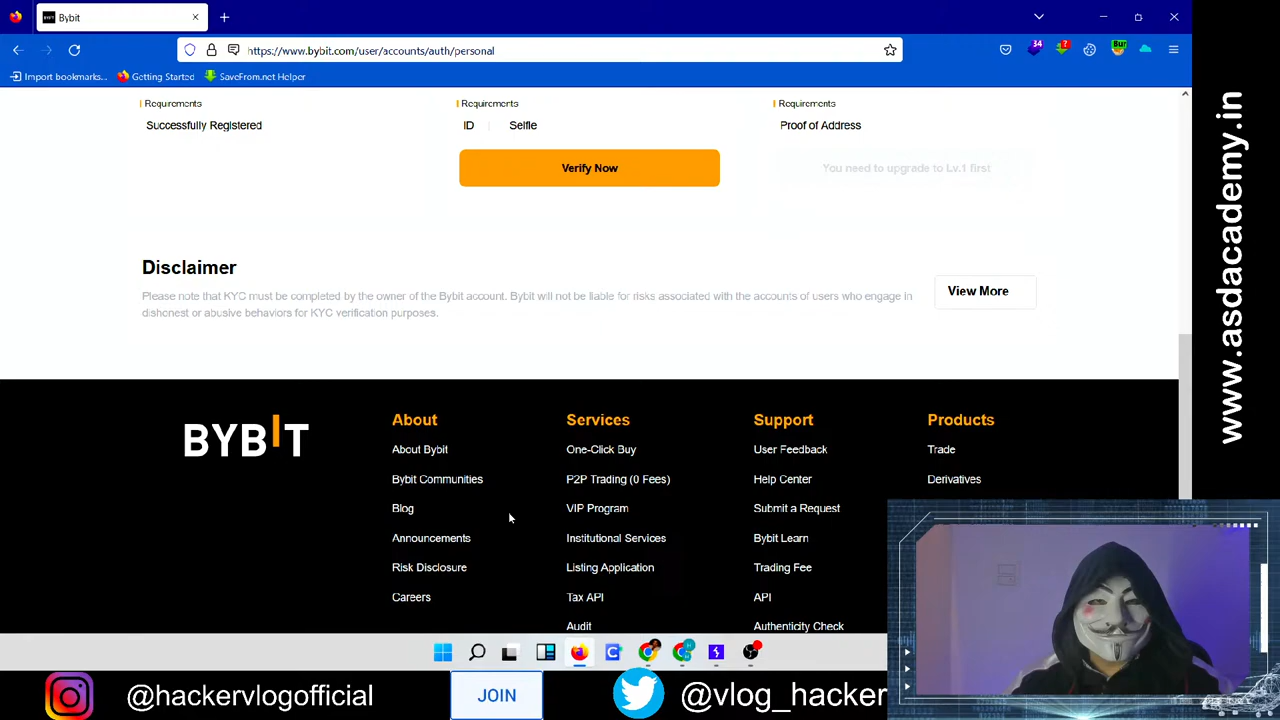 Bybit
https://www.bybit.com/user/accounts/auth/personal
34
?
Bur
Import bookmarks...
Getting Started
SaveFrom.net Helper
Requirements
Successfully Registered
Requirements
ID
Selfie
Verify Now
Requirements
Proof of Address
You need to upgrade to Lv.1 first
Disclaimer
Please note that KYC must be completed by the owner of the Bybit account. Bybit will not be liable for risks associated with the accounts of users who engage in
dishonest or abusive behaviors for KYC verification purposes.
View More
BYBIT
About
About Bybit
Bybit Communities
Blog
Announcements
Risk Disclosure
Careers
Services
One-Click Buy
P2P Trading (0 Fees)
VIP Program
Institutional Services
Listing Application
Tax API
Audit
Support
User Feedback
Help Center
Submit a Request
Bybit Learn
Trading Fee
API
Authenticity Check
Products
Trade
Derivatives
www.asdacademy.in
@hackervlogofficial
JOIN
@vlog_hacker